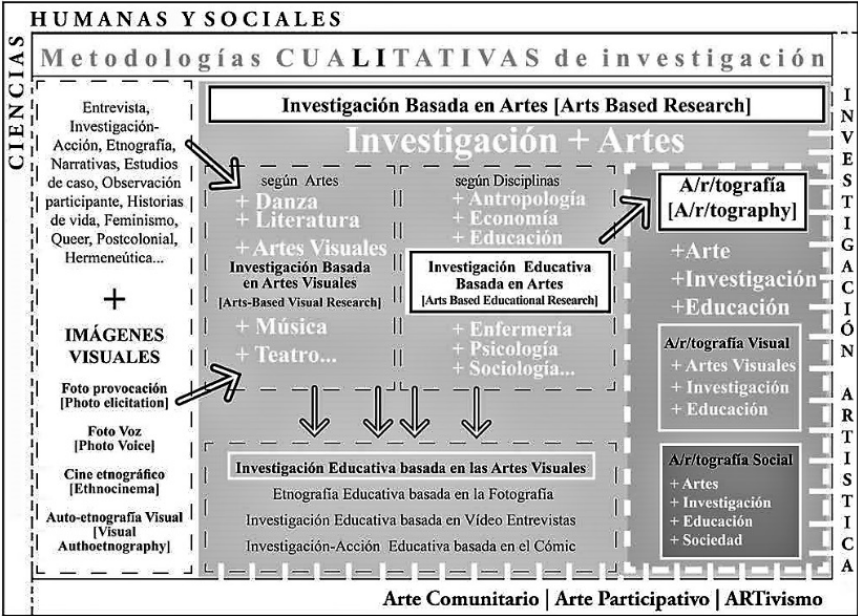 HUMANAS Y SOCIALES
CIENCIAS
Metodologías CUALITATIVAS de investigación
Entrevista,
Investigación-
Acción, Etnografía,
Narrativas, Estudios
de caso, Observación
participante, Historias
de vida, Feminismo,
Queer, Postcolonial,
Hermeneútica...
+
IMÁGENES
VISUALES
Foto provocación
[Photo elicitation]
Foto Voz
[Photo Voice]
Cine etnográfico
[Ethnocinema]
Auto-etnografía Visual
[Visual
Authoetnography]
Investigación Basada en Artes [Arts Based Research]
Investigación + Artes
según Artes
+ Danza
+ Literatura
+ Artes Visuales
Investigación Basada
en Artes Visuales
[Arts-Based Visual Research]
+ Música
+ Teatro...
según Disciplinas
+ Antropología
+ Economía
+ Educación
Investigación Educativa
Basada en Artes
[Arts Based Educational Research]
+ Enfermería
+ Psicología
+ Sociología...
Investigación Educativa basada en las Artes Visuales
Etnografía Educativa basada en la Fotografía
Investigación Educativa basada en Vídeo Entrevistas
Investigación-Acción Educativa basada en el Cómic
A/r/tografía
[A/r/tography]
+Arte
+Investigación
+Educación
A/r/tografía Visual
+ Artes Visuales
+ Investigación
+ Educación
A/r/tografía Social
+ Artes
+ Investigación
+ Educación
+ Sociedad
INVESTIGACIÓN ARTISTICA
Arte Comunitario | Arte Participativo | ARTivismo